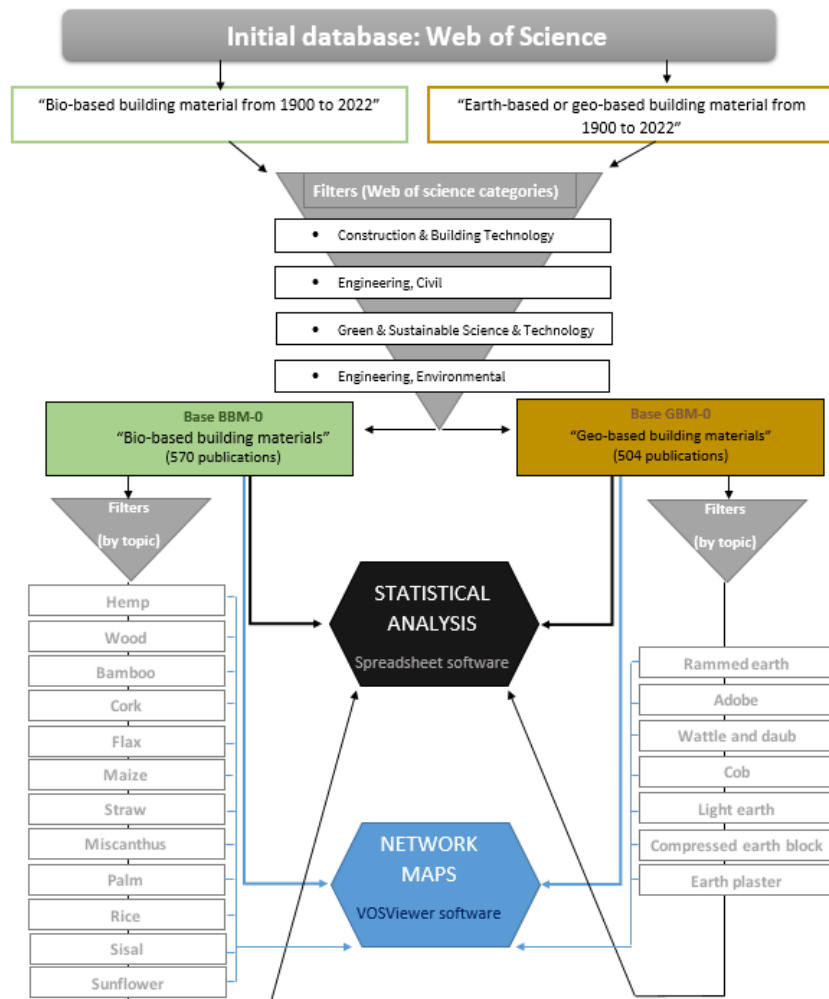 Initial database: Web of Science
“Bio-based building material from 1900 to 2022”
“Earth-based or geo-based building material from
1900 to 2022”
Filters (Web of science categories)
• Construction & Building Technology
• Engineering, Civil
• Green & Sustainable Science & Technology
• Engineering, Environmental
Base BBM-0
“Bio-based building materials”
(570 publications)
Base GBM-0
“Geo-based building materials”
(504 publications)
Filters
(by topic)
Filters
(by topic)
Hemp
Wood
Bamboo
Cork
Flax
Maize
Straw
Miscanthus
Palm
Rice
Sisal
Sunflower
STATISTICAL
ANALYSIS
Spreadsheet software
NETWORK
MAPS
VOSViewer software
Rammed earth
Adobe
Wattle and daub
Cob
Light earth
Compressed earth block
Earth plaster